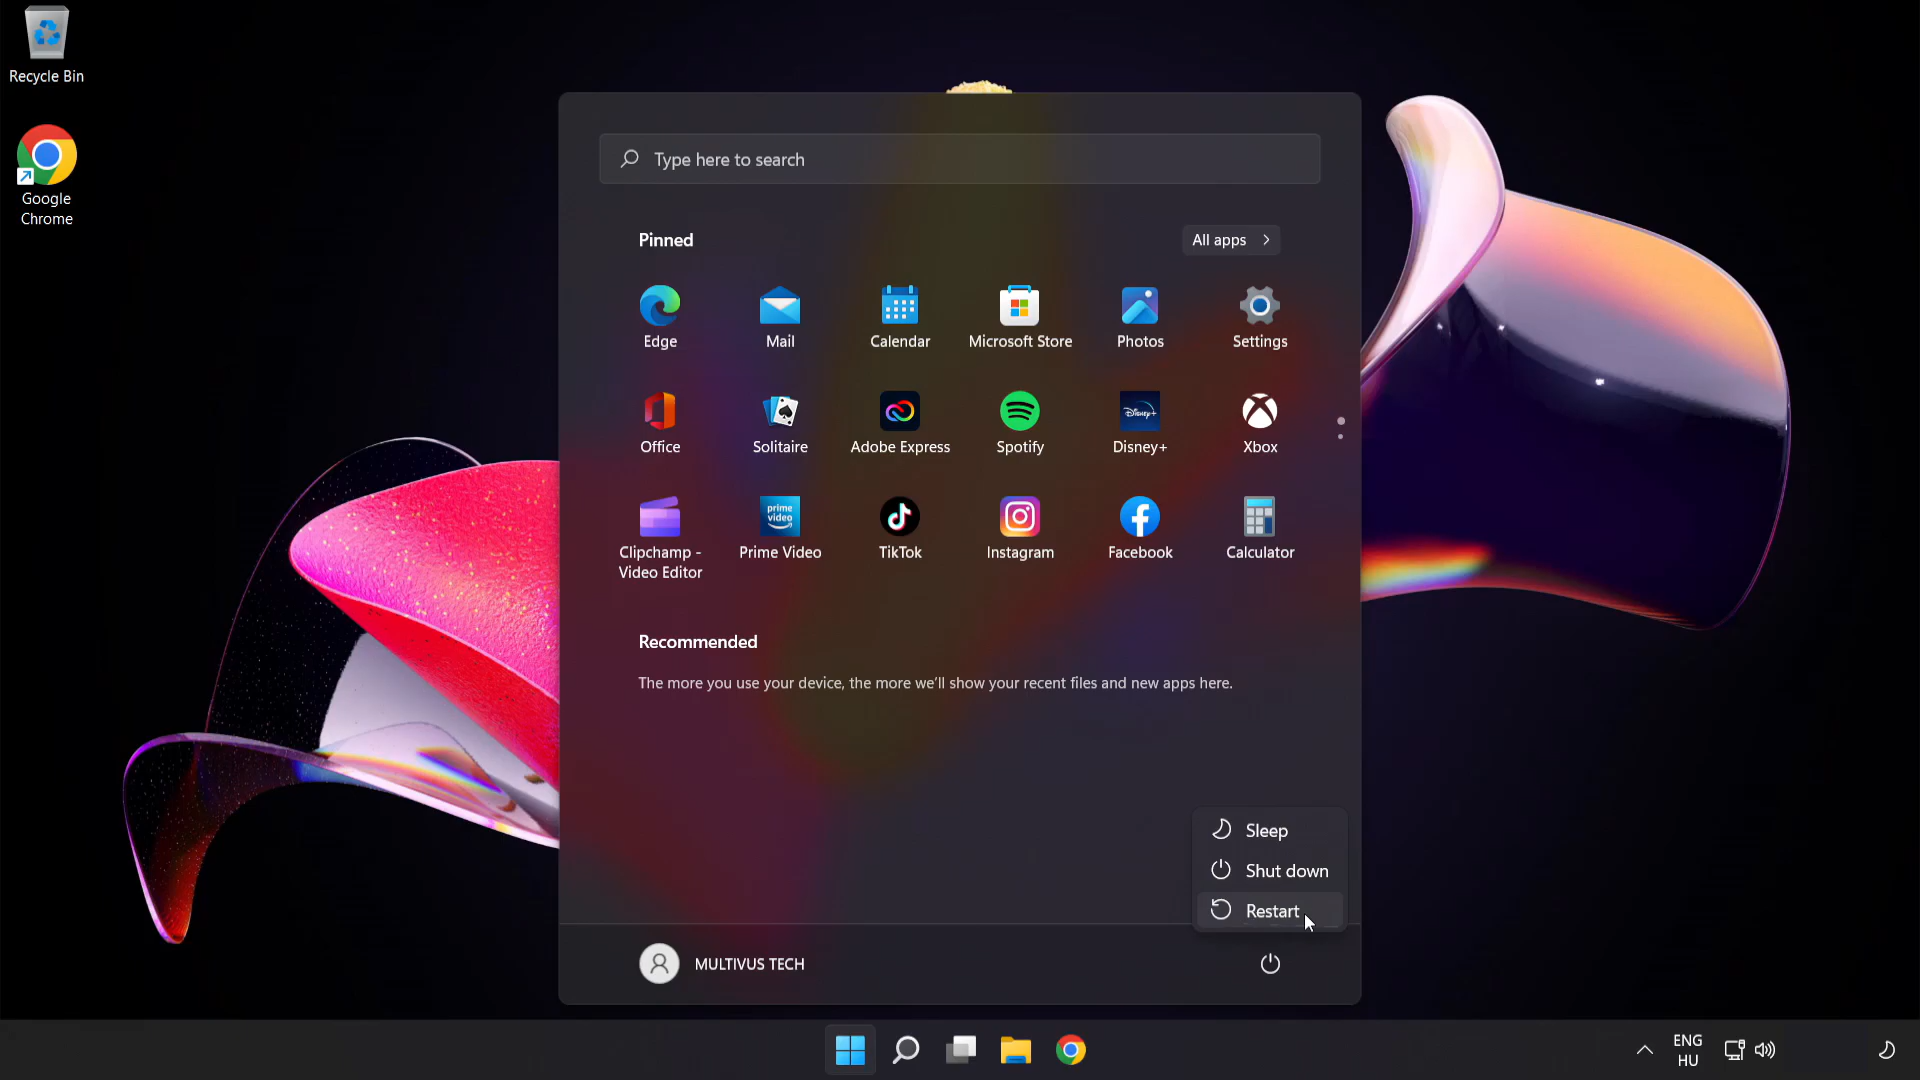 Recycle Bin
Google
Chrome
Type here to search
Pinned
All apps
Edge
Mail
Calendar
Microsoft Store
Photos
Settings
Office
Solitaire
Adobe Express
Spotify
Disney+
Disney+
Xbox
prime
video
Clipchamp -
Video Editor
Prime Video
TikTok
Instagram
Facebook
Calculator
Recommended
The more you use your device, the more we'll show your recent files and new apps here.
Sleep
Shut down
Restart
MULTIVUS TECH
ENG
HU